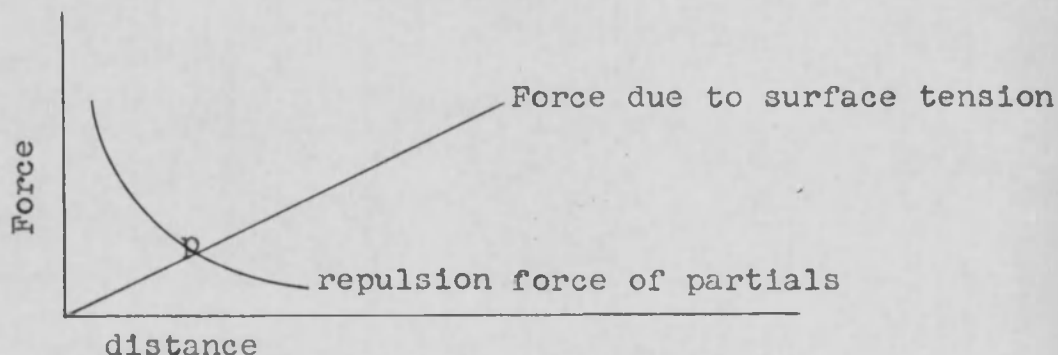 Force due to surface tension
Force
p
repulsion force of partials
distance